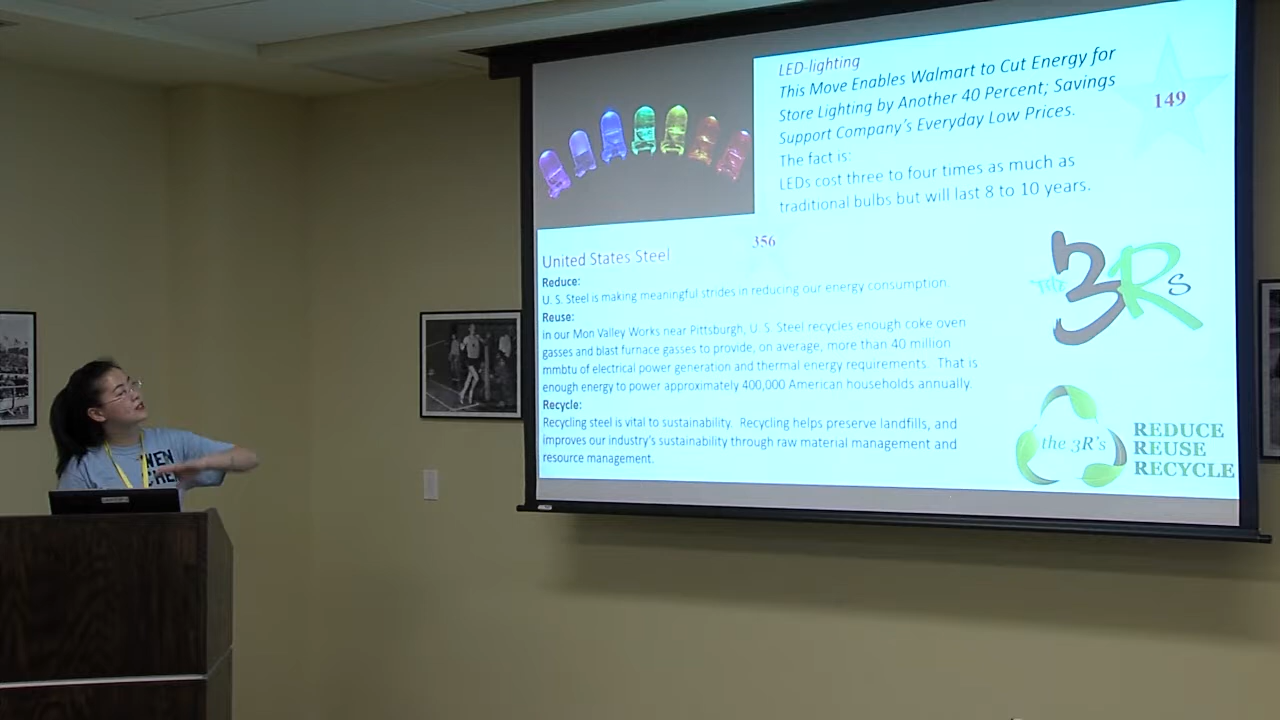 LED-lighting
This Move Enables Walmart to Cut Energy for
Store Lighting by Another 40 Percent; Savings
Support Company's Everyday Low Prices.
The fact is:
LEDs cost three to four times as much as
traditional bulbs but will last 8 to 10 years.
149
356
United States Steel
Reduce:
U. S. Steel is making meaningful strides in reducing our energy consumption.
Reuse:
in our Mon Valley Works near Pittsburgh, U. S. Steel recycles enough coke oven
gasses and blast furnace gasses to provide, on average, more than 40 million
mmbtu of electrical power generation and thermal energy requirements. That is
enough energy to power approximately 400,000 American households annually.
Recycle:
Recycling steel is vital to sustainability. Recycling helps preserve landfills, and
improves our industry's sustainability through raw material management and
resource management.
the 3Rs
the 3R's
REDUCE
REUSE
RECYCLE
WEN